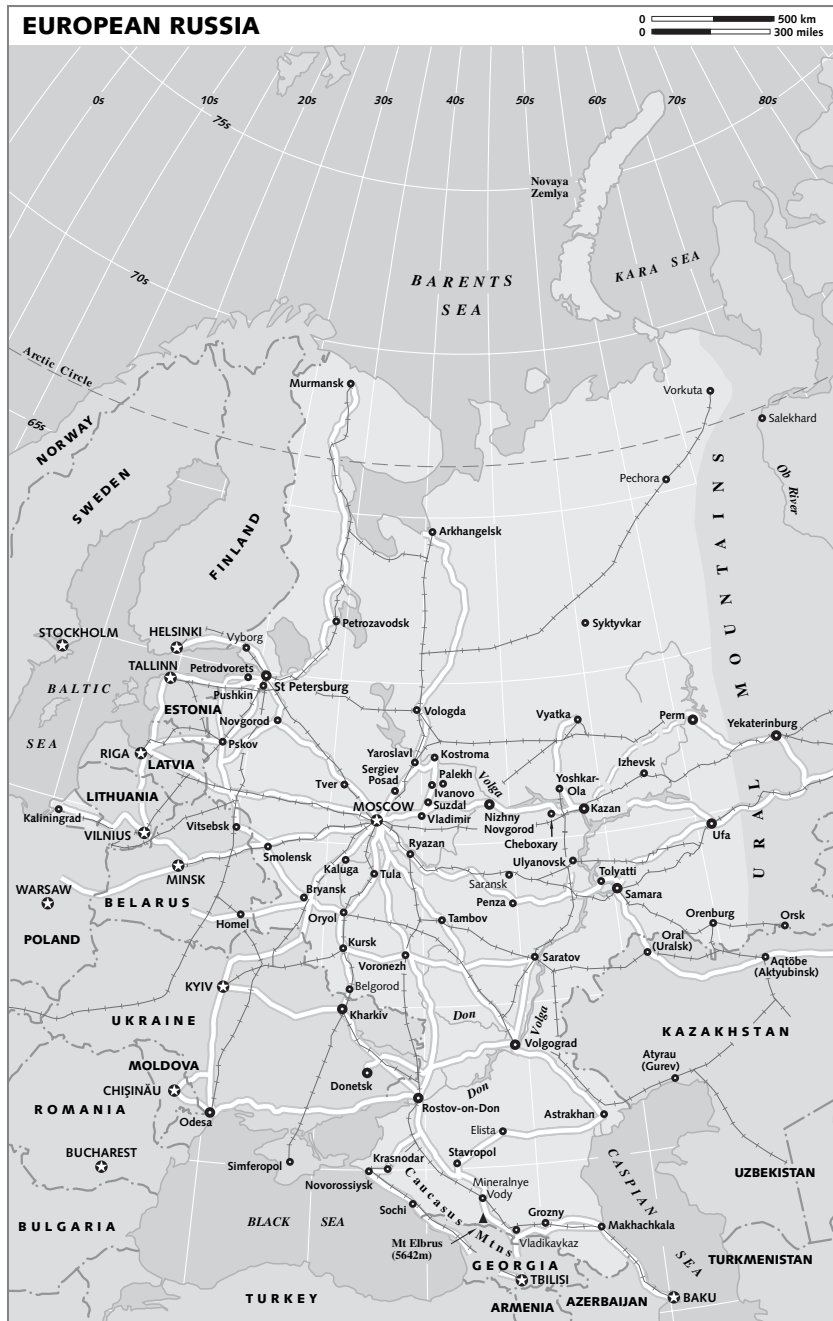 EUROPEAN RUSSIA
0 500 km
0 300 miles
0s
10s
20s
30s
40s
50s
60s
70s
80s
75s
70s
65s
Novaya
Zemlya
KARA SEA
BARENTS
SEA
Arctic Circle
Murmansk
Vorkuta
Salekhard
NORWAY
SWEDEN
FINLAND
Pechora
Ob River
URAL MOUNTAINS
Arkhangelsk
Petrozavodsk
Syktyvkar
STOCKHOLM
HELSINKI
Vyborg
TALLINN
Petrodvorets
St Petersburg
Pushkin
BALTIC
SEA
ESTONIA
Novgorod
Vologda
Vyatka
Perm
Yekaterinburg
Pskov
RIGA
LATVIA
Yaroslavl
Kostroma
Sergiev
Posad
Palekh
Volga
Izhevsk
Yoshkar-
Ola
Tver
Ivanovo
LITHUANIA
MOSCOW
Suzdal
Nizhny
Novgorod
Kazan
Kaliningrad
Vladimir
VILNIUS
Vitsebsk
Cheboxary
Ufa
Smolensk
Ryazan
Ulyanovsk
MINSK
Kaluga
Tula
Saransk
Tolyatti
WARSAW
BELARUS
Bryansk
Penza
Samara
Homel
Oryol
Tambov
Orenburg
Orsk
POLAND
Kursk
Voronezh
Saratov
Oral
(Uralsk)
Aqtöbe
(Aktyubinsk)
KYIV
Belgorod
UKRAINE
Kharkiv
Don
Volga
KAZAKHSTAN
Volgograd
MOLDOVA
CHIŞINĂU
Donetsk
Don
Atyrau
(Gurev)
ROMANIA
Odesa
Rostov-on-Don
Astrakhan
Elista
BUCHAREST
Simferopol
Krasnodar
Stavropol
Novorossiysk
Mineralnye
Vody
CASPIAN
SEA
UZBEKISTAN
Caucasus Mtns
BULGARIA
BLACK SEA
Sochi
Grozny
Makhachkala
Mt Elbrus
(5642m)
Vladikavkaz
GEORGIA
TBILISI
TURKMENISTAN
TURKEY
ARMENIA
AZERBAIJAN
BAKU